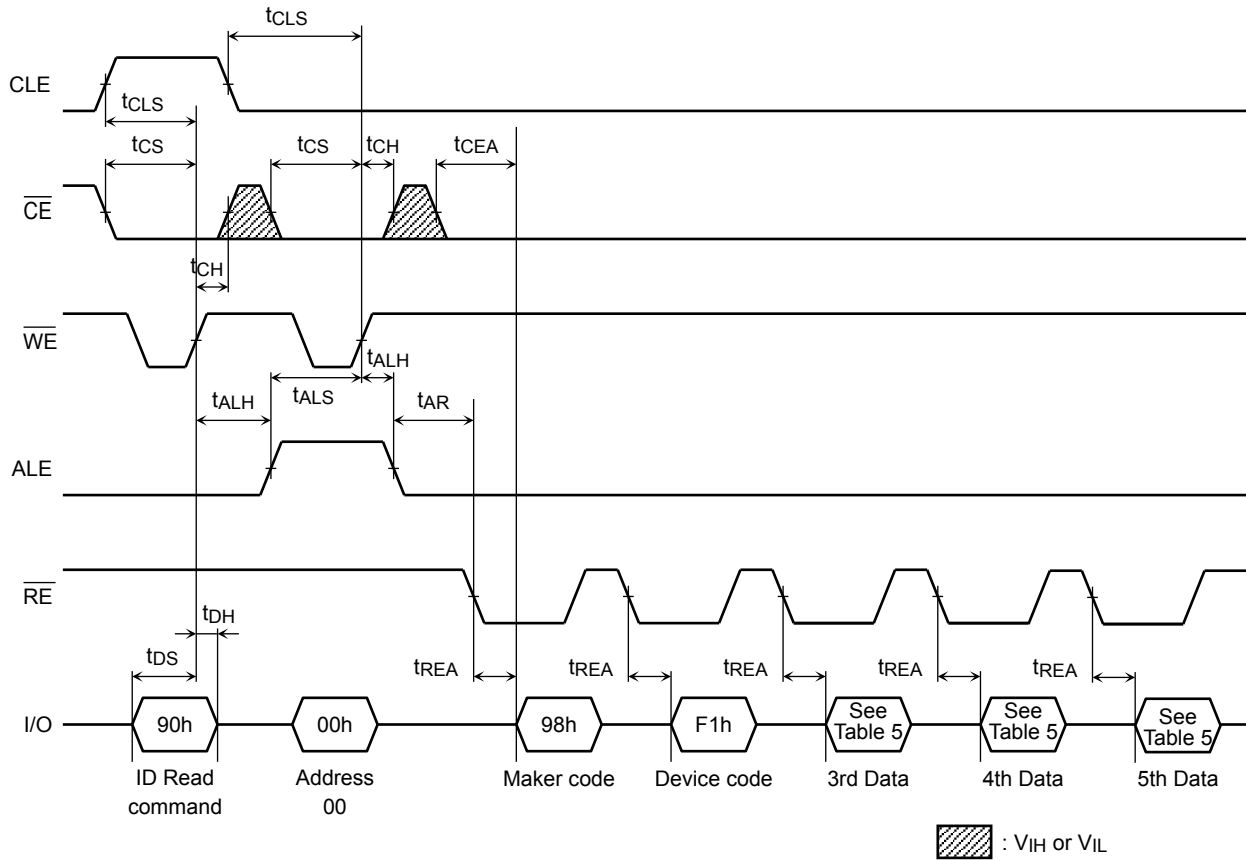 tCLS
CLE
tCLS
tCS
tCS
tCH
tCEA
CE
tCH
WE
tALH
tALH
tALS
tAR
ALE
RE
tDH
tDS
tREA
tREA
tREA
tREA
tREA
I/O
90h
00h
98h
F1h
See
Table 5
See
Table 5
See
Table 5
ID Read
command
Address
00
Maker code
Device code
3rd Data
4th Data
5th Data
: VIH or VIL